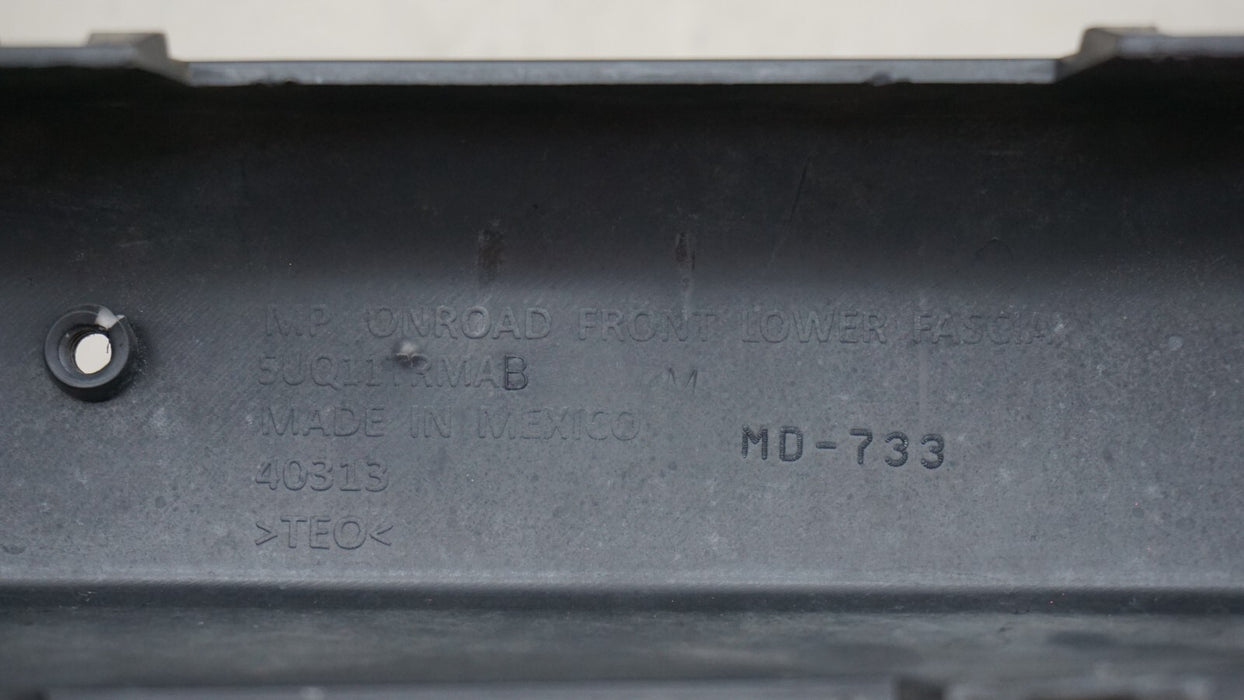 M.P. ONROAD FRONT LOWER FASCIA
5UQ11TRMAB M
MADE IN MEXICO
MD-733
40313
>TEO<